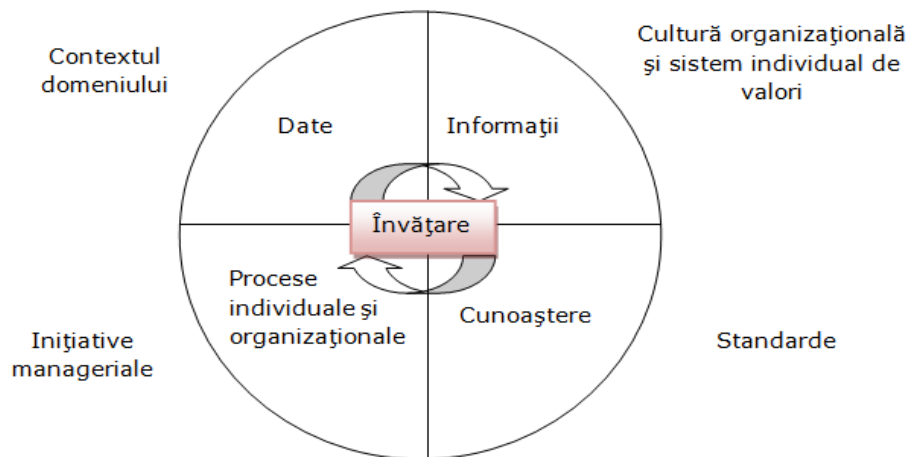 Contextul
domeniului
Cultură organizaţională
şi sistem individual de
valori
Date
Informaţii
Învăţare
Procese
individuale şi
organizaţionale
Cunoaştere
Iniţiative
manageriale
Standarde